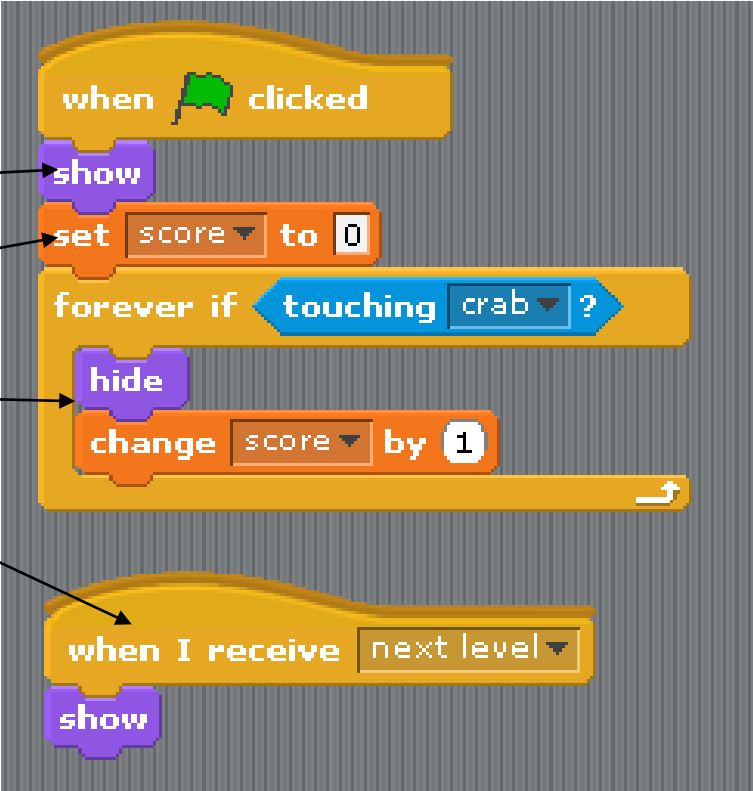 when clicked
show
set score to 0
forever if touching crab ?
hide
change score by 1
when I receive next level
show